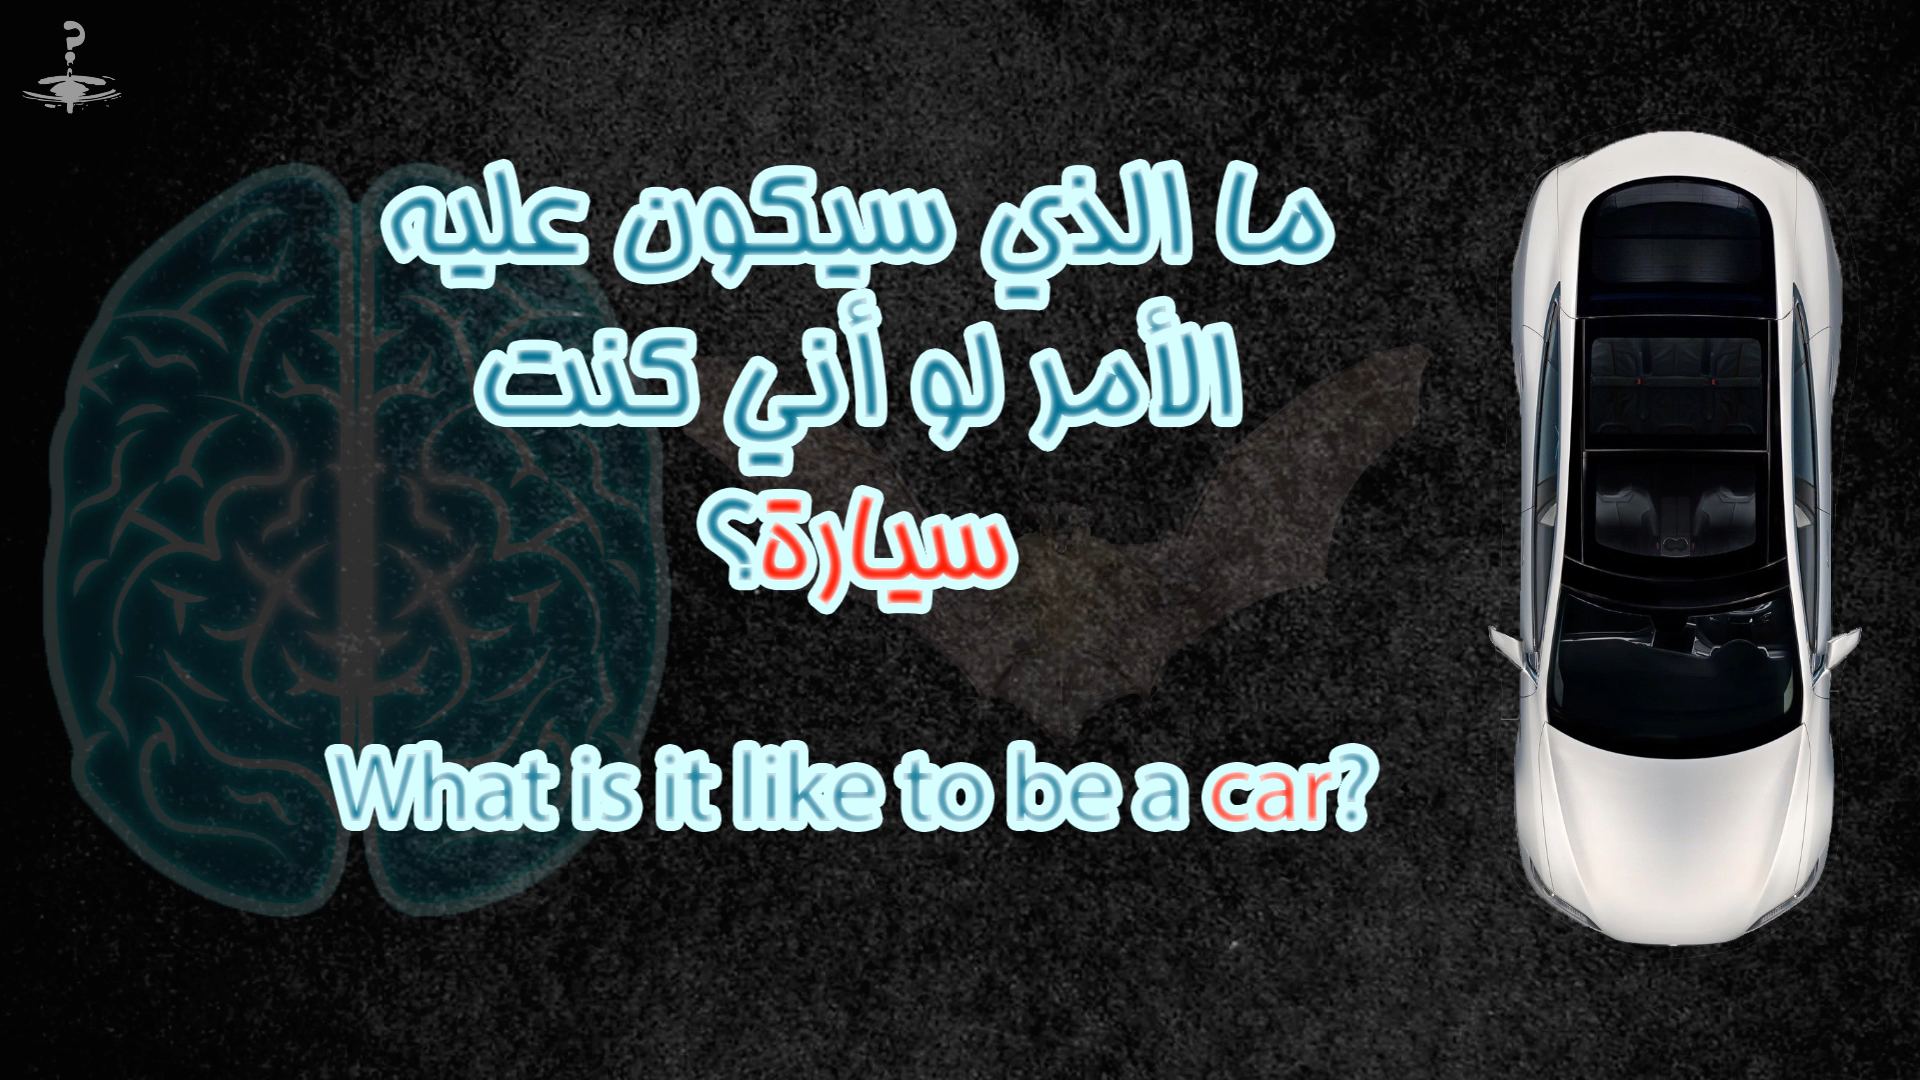 ما الذي سيكون عليه
الأمر لو أني كنت
سيارة؟
What is it like to be a car?